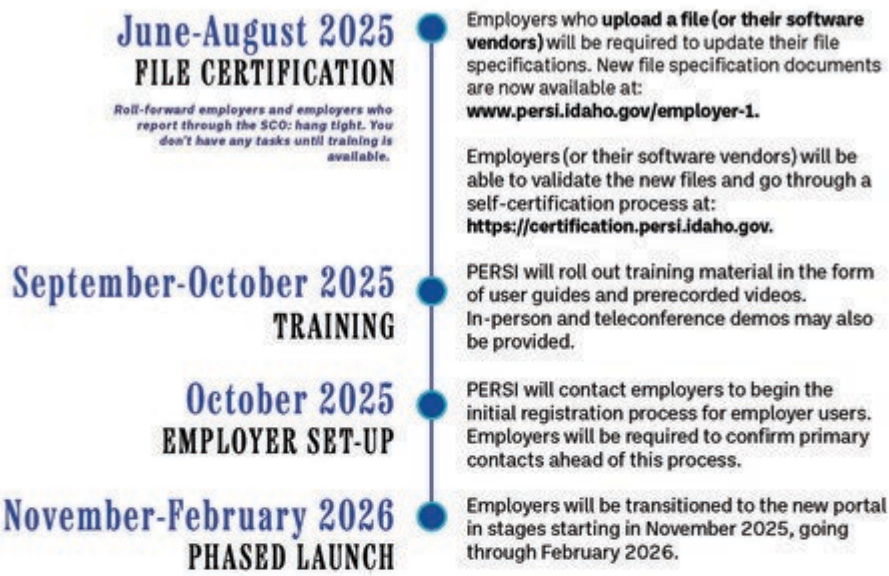 June-August 2025
FILE CERTIFICATION
Roll-forward employers and employers who
report through the SCO: hang tight. You
don't have any tasks until training is
available.
Employers who upload a file (or their software
vendors) will be required to update their file
specifications. New file specification documents
are now available at:
www.persi.idaho.gov/employer-1.
Employers (or their software vendors) will be
able to validate the new files and go through a
self-certification process at:
https://certification.persi.idaho.gov.
September-October 2025
TRAINING
PERSI will roll out training material in the form
of user guides and prerecorded videos.
In-person and teleconference demos may also
be provided.
October 2025
EMPLOYER SET-UP
PERSI will contact employers to begin the
initial registration process for employer users.
Employers will be required to confirm primary
contacts ahead of this process.
November-February 2026
PHASED LAUNCH
Employers will be transitioned to the new portal
in stages starting in November 2025, going
through February 2026.